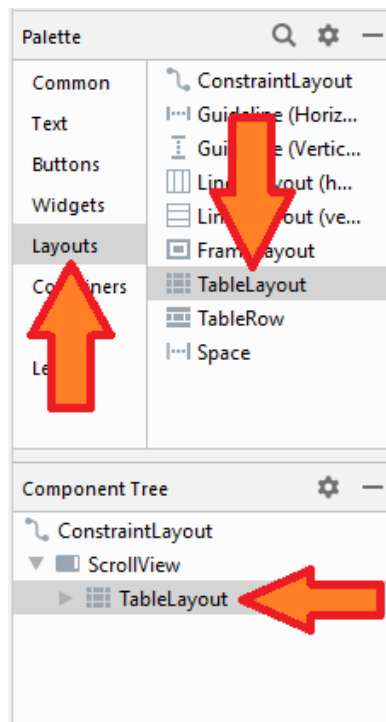 Palette
Common
Text
Buttons
Widgets
Layouts
ConstraintLayout
(Horiz...
(Vertic...
TableLayout
TableRow
Space
Component Tree
ConstraintLayout
ScrollView
TableLayout